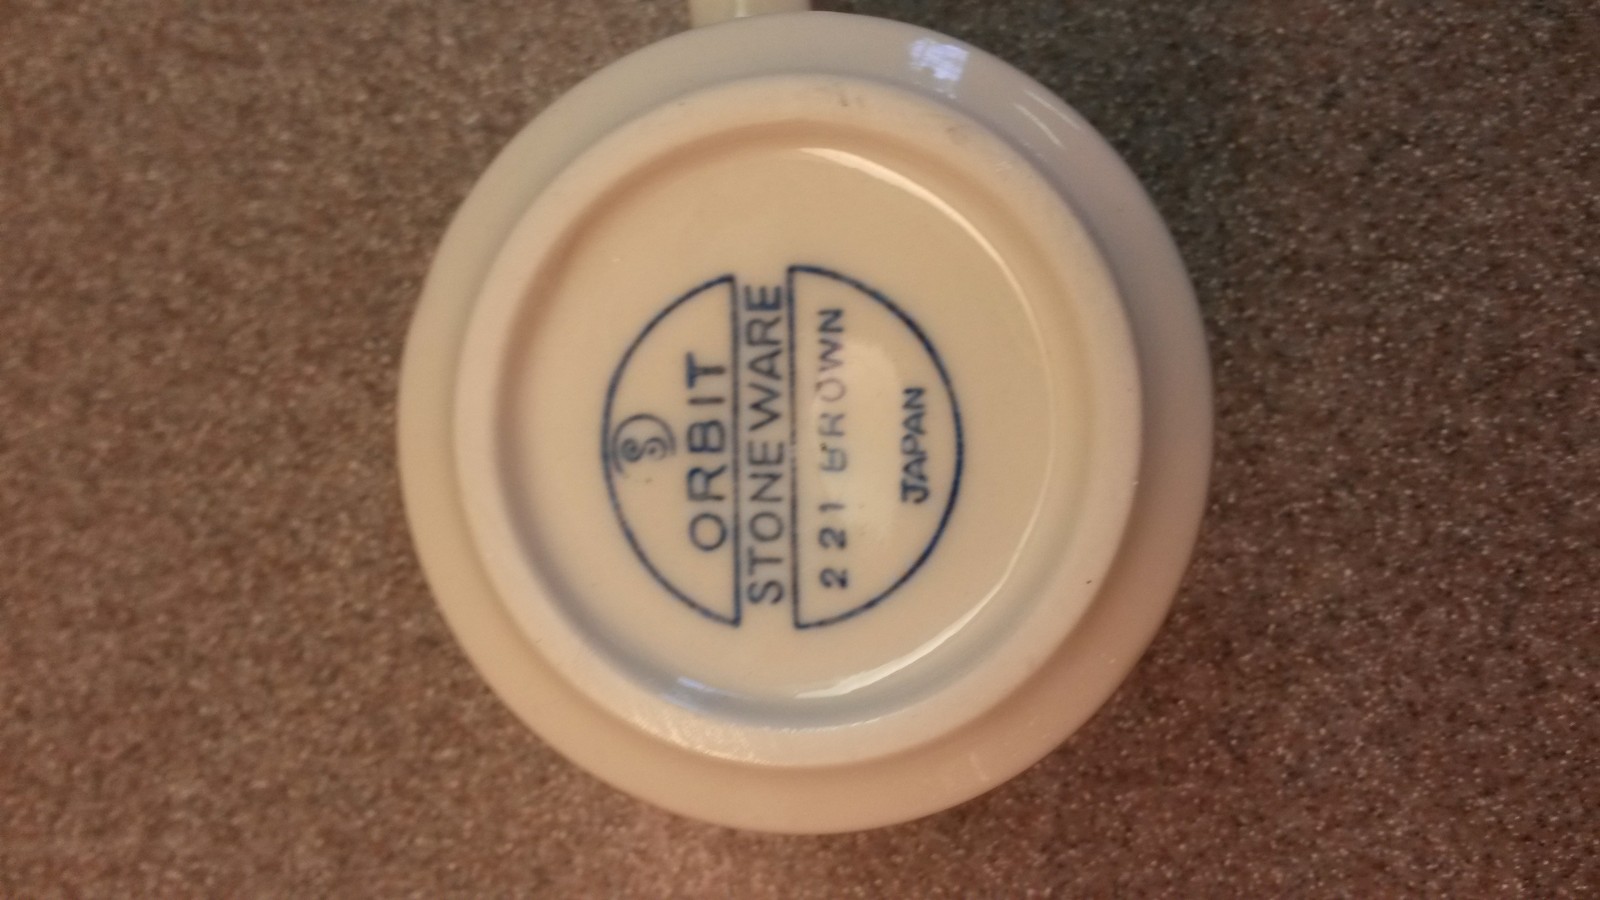 S
ORBIT
STONEWARE
221 BROWN
JAPAN